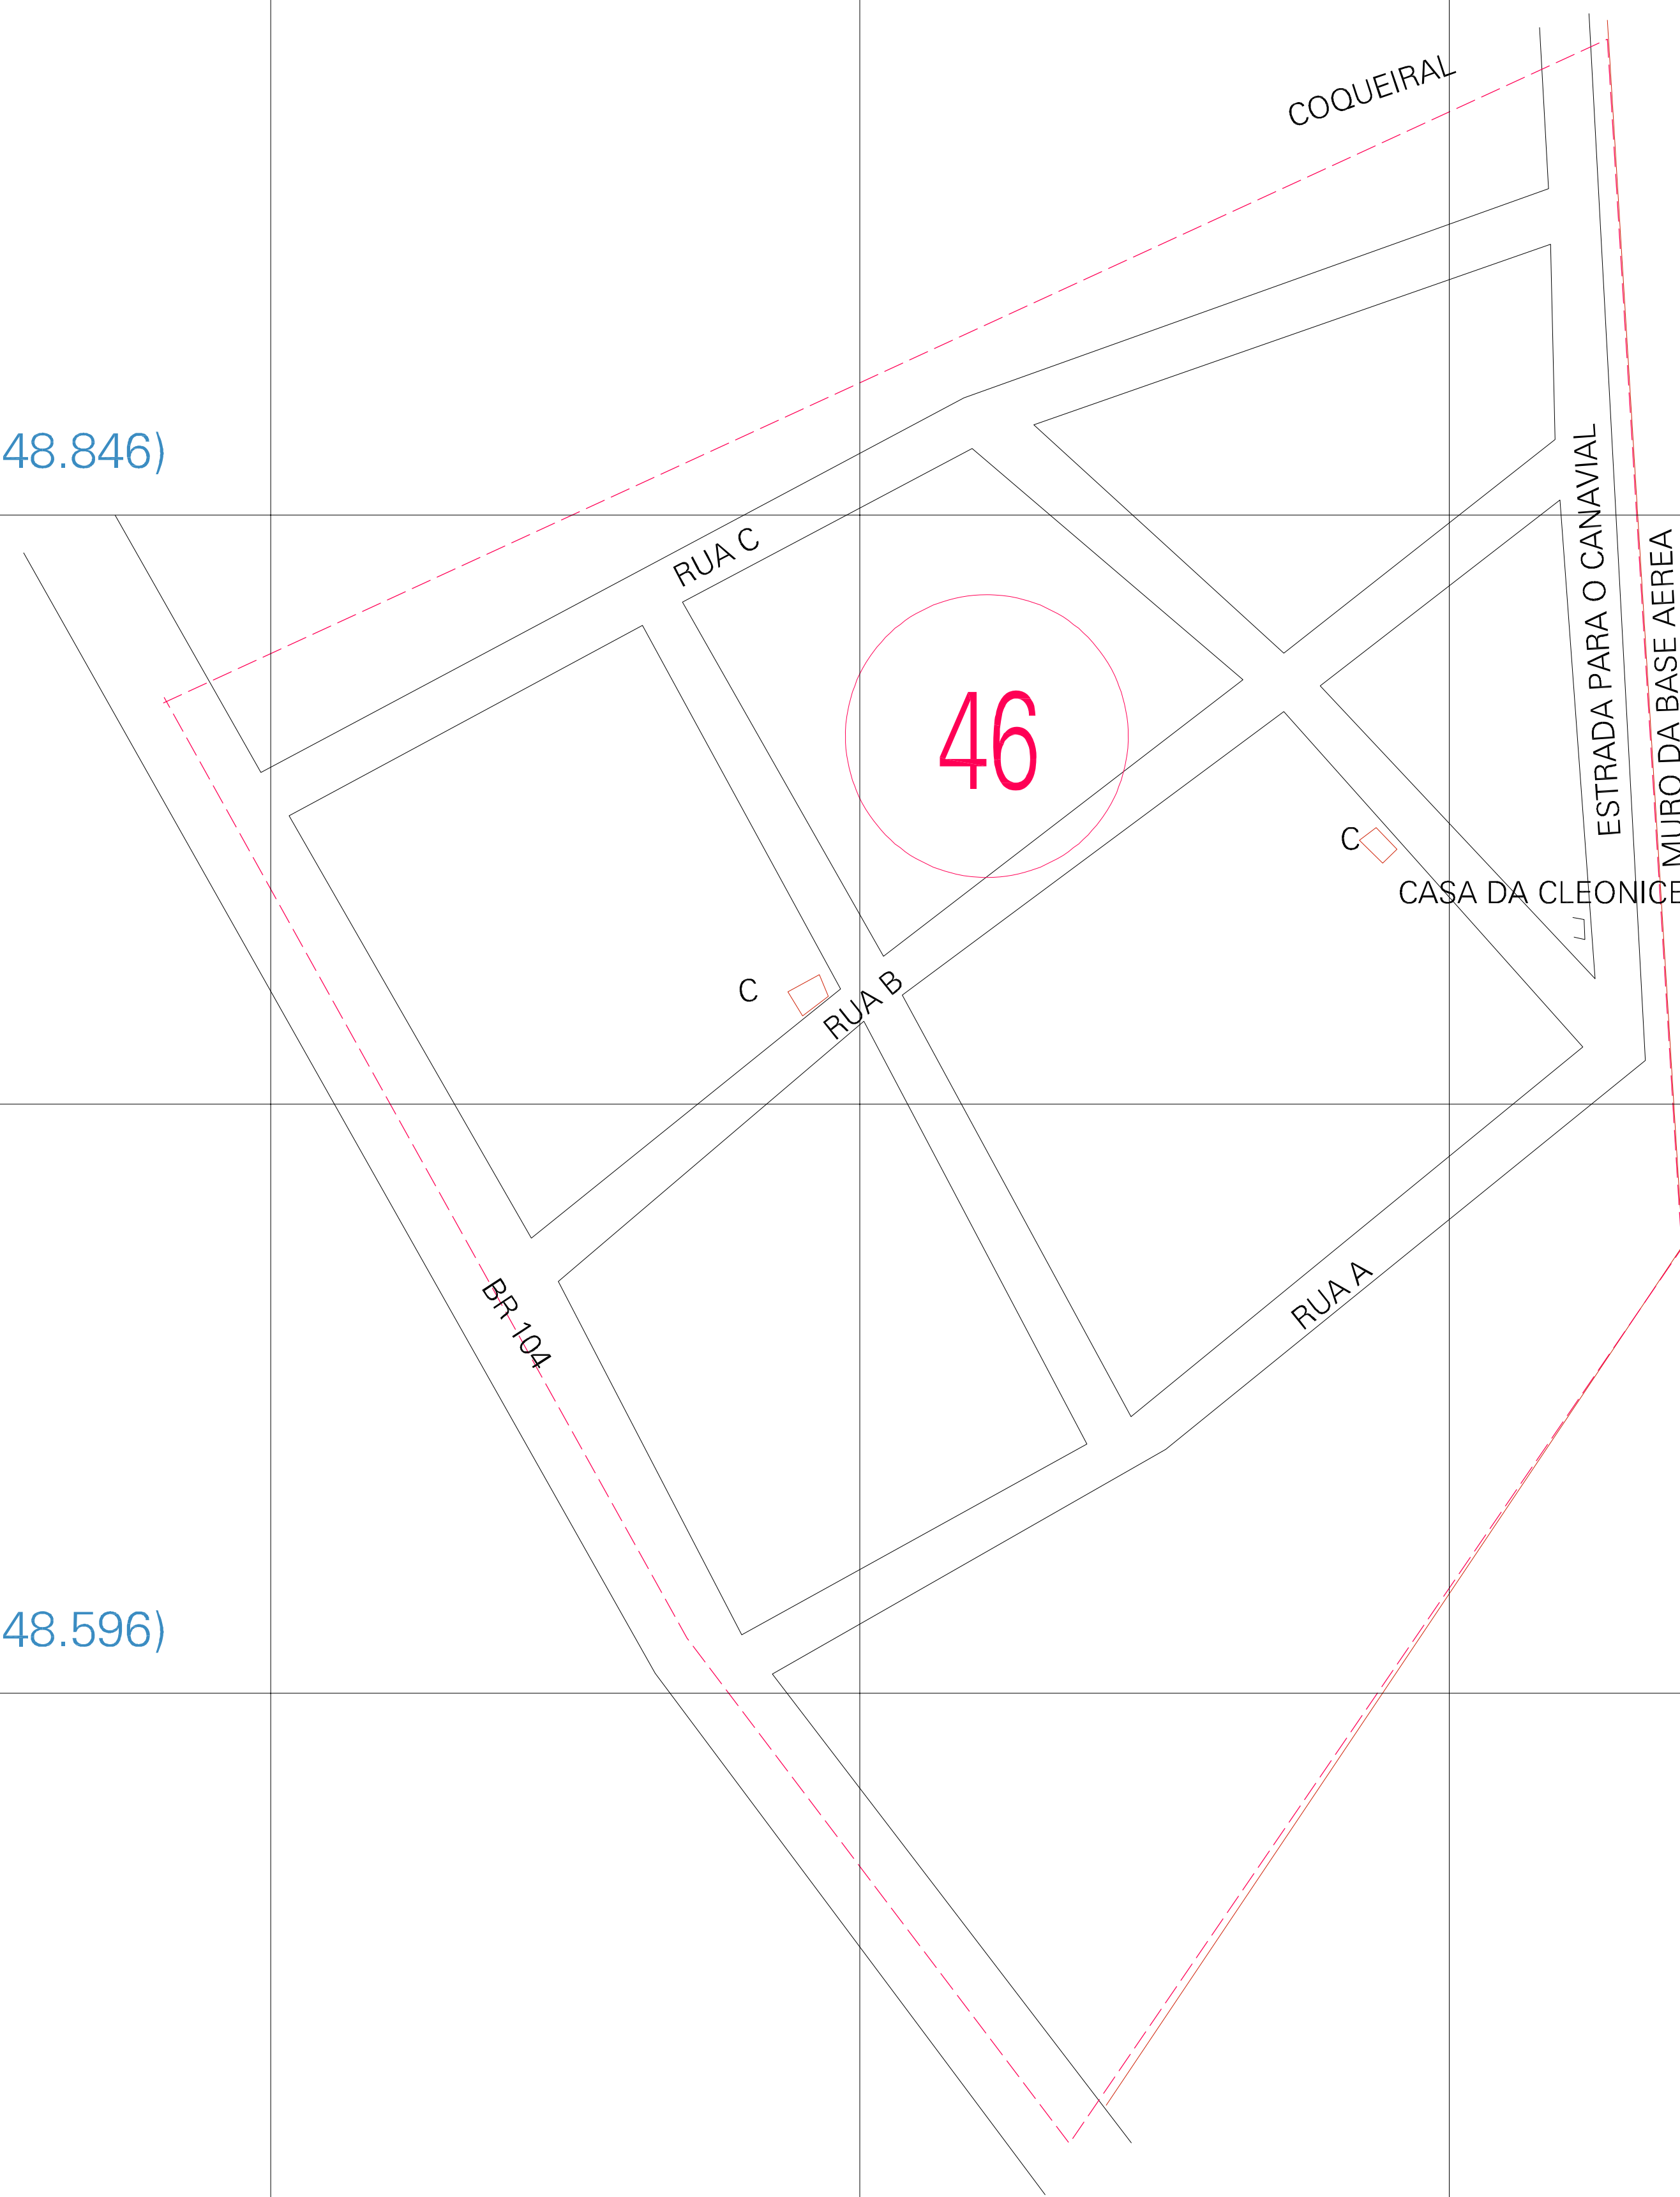 COQUEIRAL
48.846)
RUA C
ESTRADA PARA O CANAVIAL
MURO DA BASE AEREA
46
C
CASA DA CLEONICE
C
RUA B
RUA A
BR 104
48.596)